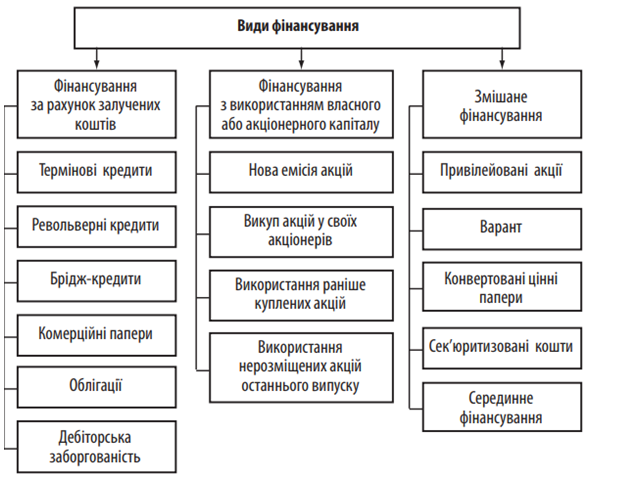 Види фінансування
Фінансування
за рахунок залучених
коштів
Термінові кредити
Револьверні кредити
Брідж-кредити
Комерційні папери
Облігації
Дебіторська
заборгованість
Фінансування
з використанням власного
або акціонерного капіталу
Нова емісія акцій
Викуп акцій у своїх
акціонерів
Використання раніше
куплених акцій
Використання
нерозміщених акцій
останнього випуску
Змішане
фінансування
Привілейовані акції
Варант
Конвертовані цінні
папери
Сек’юритизовані кошти
Серединне
фінансування